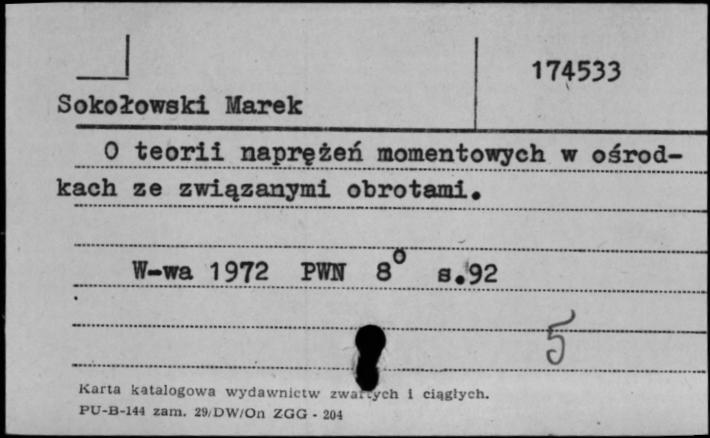 174533
Sokołowski Marek
O teorii naprężeń momentowych w ośrod-
kach ze związanymi obrotami.
W-wa 1972 PWN 8° s.92
5
Karta katalogowa wydawnictw zwartych i ciągłych.
PU-B-144 zam. 29/DW/On ZGG - 204